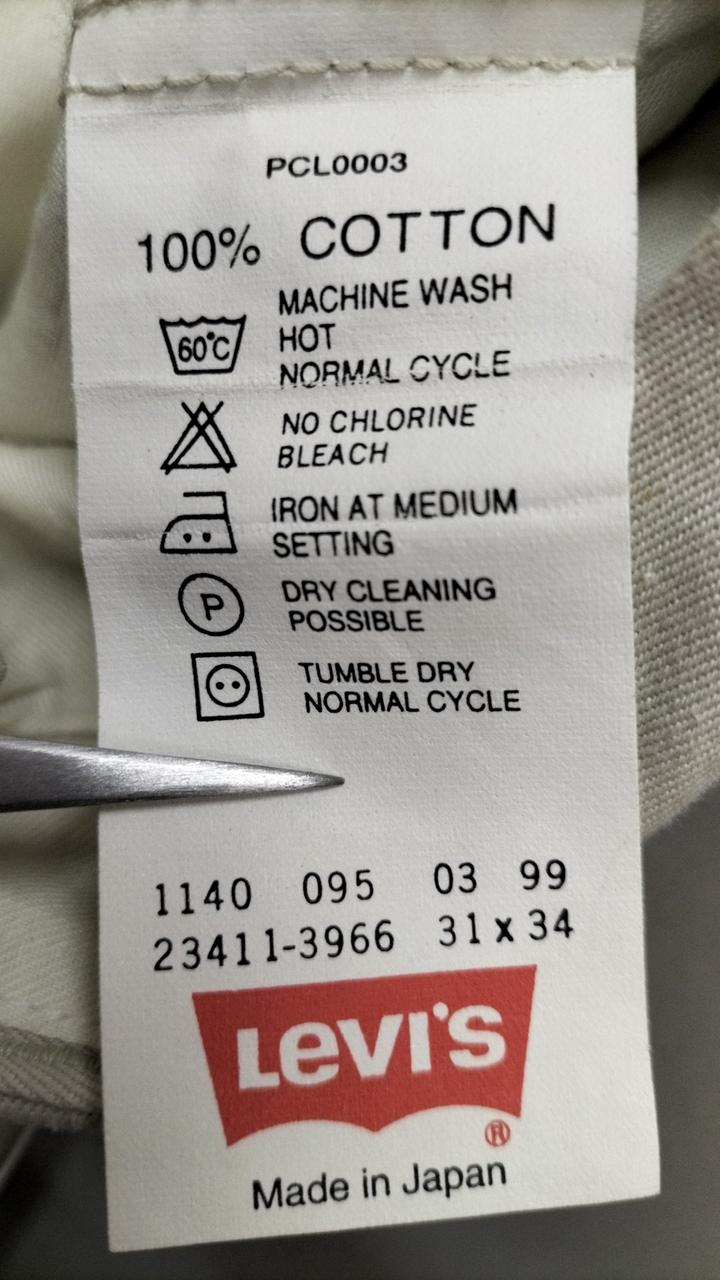 PCL0003
100% COTTON
MACHINE WASH
60°C HOT
NORMAL CYCLE
NO CHLORINE
BLEACH
IRON AT MEDIUM
SETTING
P DRY CLEANING
POSSIBLE
TUMBLE DRY
NORMAL CYCLE
1140 095 03 99
23411-3966 31 x 34
Levi's
®
Made in Japan